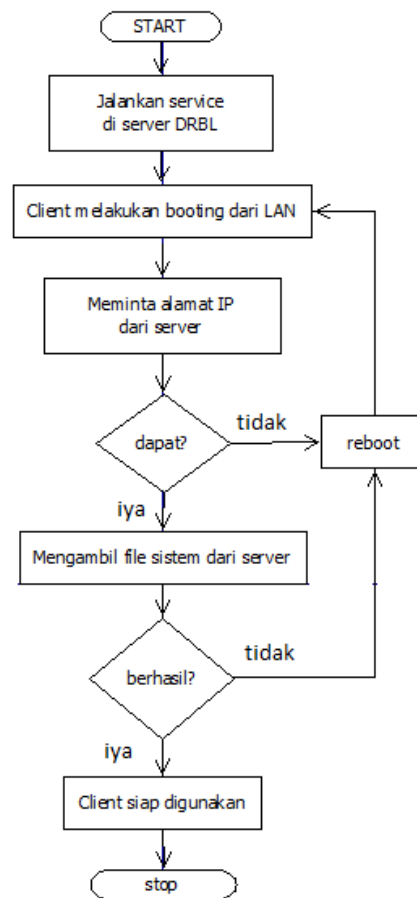 START
Jalankan service
di server DRBL
Client melakukan booting dari LAN
Meminta alamat IP
dari server
dapat?
tidak
reboot
iya
Mengambil file sistem dari server
berhasil?
tidak
iya
Client siap digunakan
stop